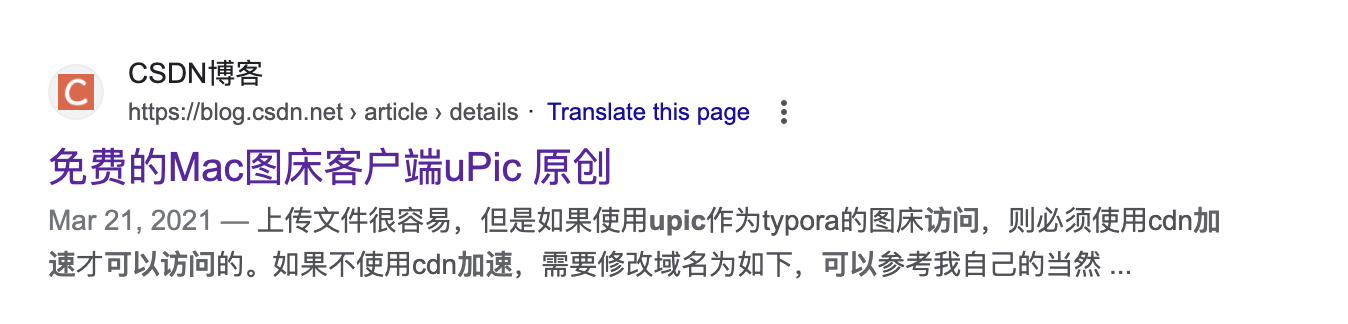 CSDN博客
https://blog.csdn.net › article › details · Translate this page
免费的Mac图床客户端uPic 原创
Mar 21, 2021 — 上传文件很容易，但是如果使用upic作为typora的图床访问，则必须使用cdn加
速才可以访问的。如果不使用cdn加速，需要修改域名为如下，可以参考我自己的当然 ...